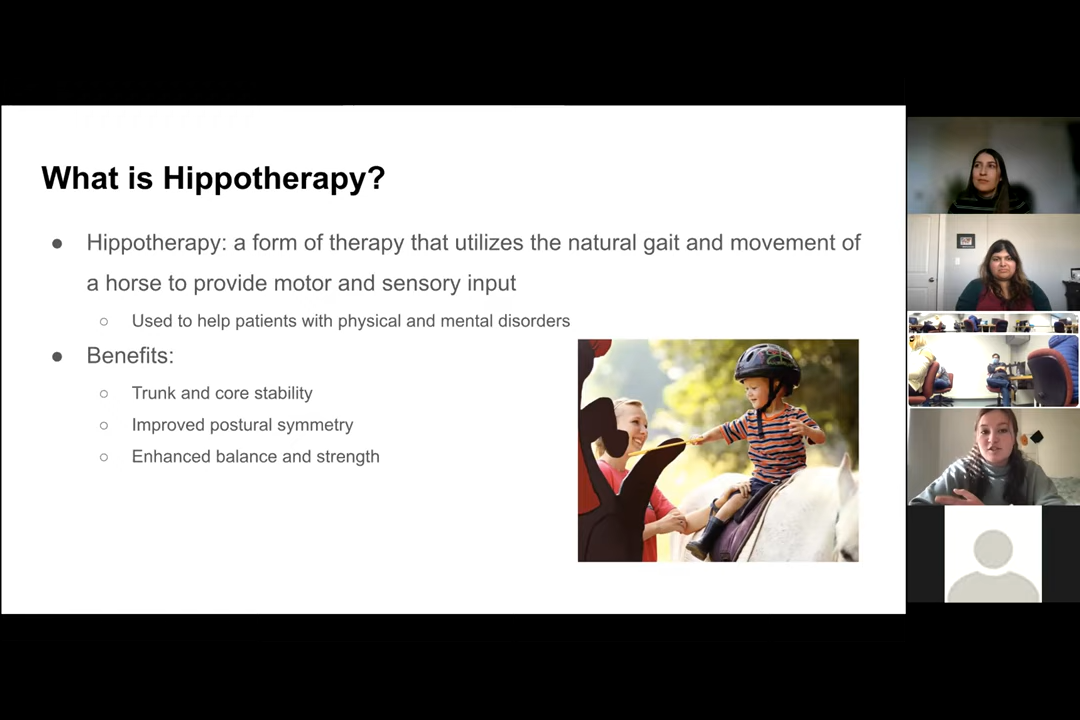 What is Hippotherapy?
● Hippotherapy: a form of therapy that utilizes the natural gait and movement of
a horse to provide motor and sensory input
○ Used to help patients with physical and mental disorders
● Benefits:
○ Trunk and core stability
○ Improved postural symmetry
○ Enhanced balance and strength